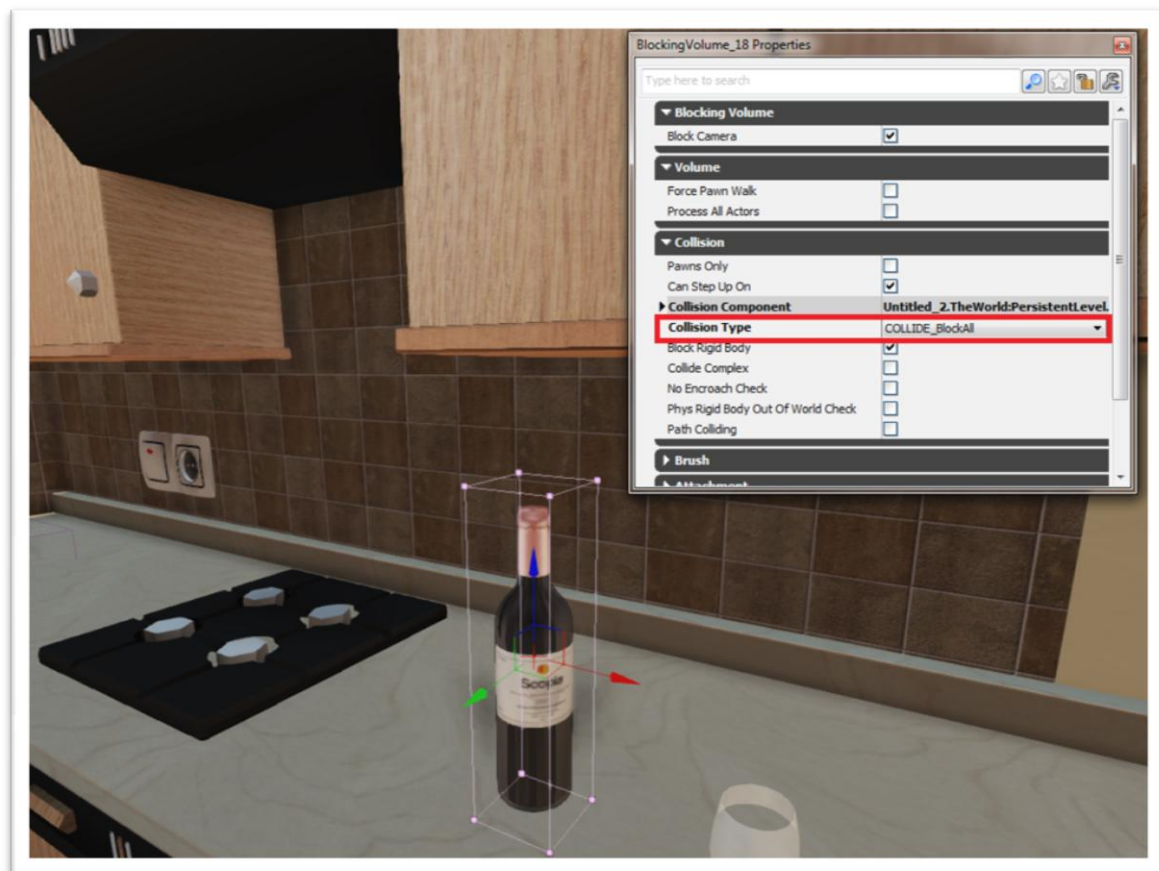 BlockingVolume_18 Properties
Type here to search
Blocking Volume
Block Camera
Volume
Force Pawn Walk
Process All Actors
Collision
Pawns Only
Can Step Up On
Collision Component Untitled_2.TheWorld:PersistentLevel.
Collision Type COLLIDE_BlockAll
Block Rigid Body
Collide Complex
No Encroach Check
Phys Rigid Body Out Of World Check
Path Colliding
Brush
Attachment
Scopia